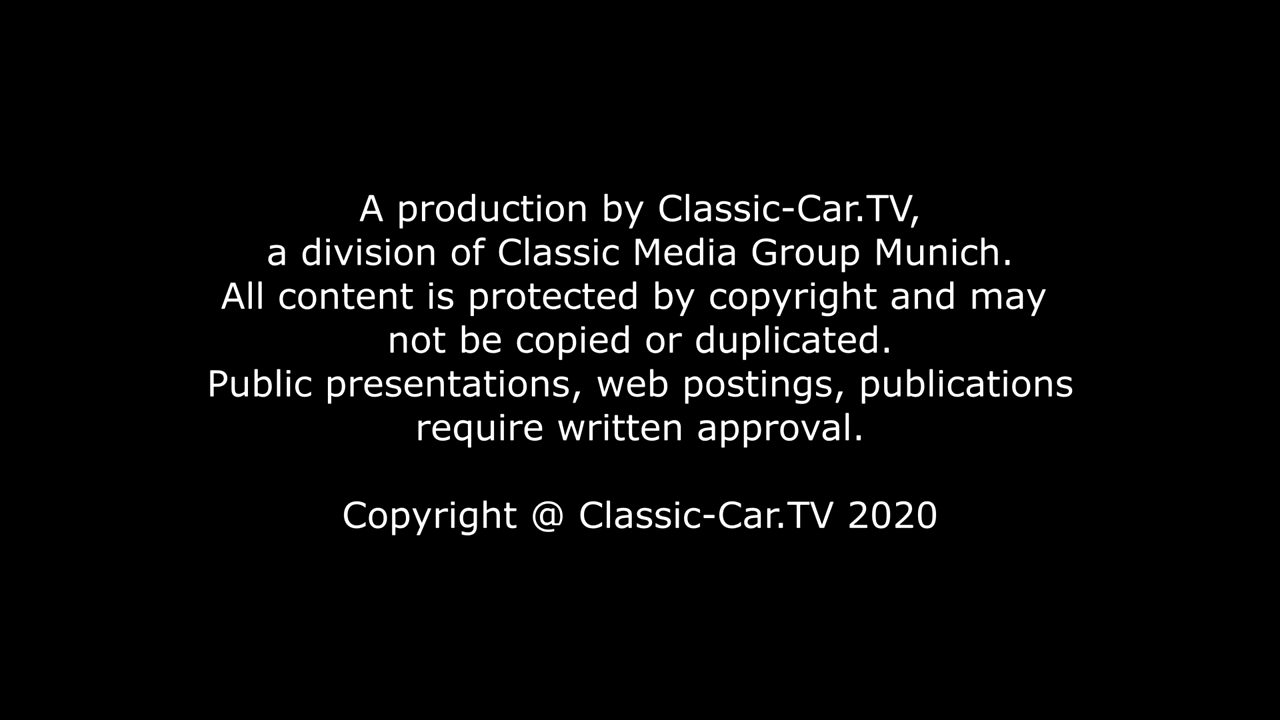 A production by Classic-Car.TV,
a division of Classic Media Group Munich.
All content is protected by copyright and may
not be copied or duplicated.
Public presentations, web postings, publications
require written approval.
Copyright @ Classic-Car.TV 2020